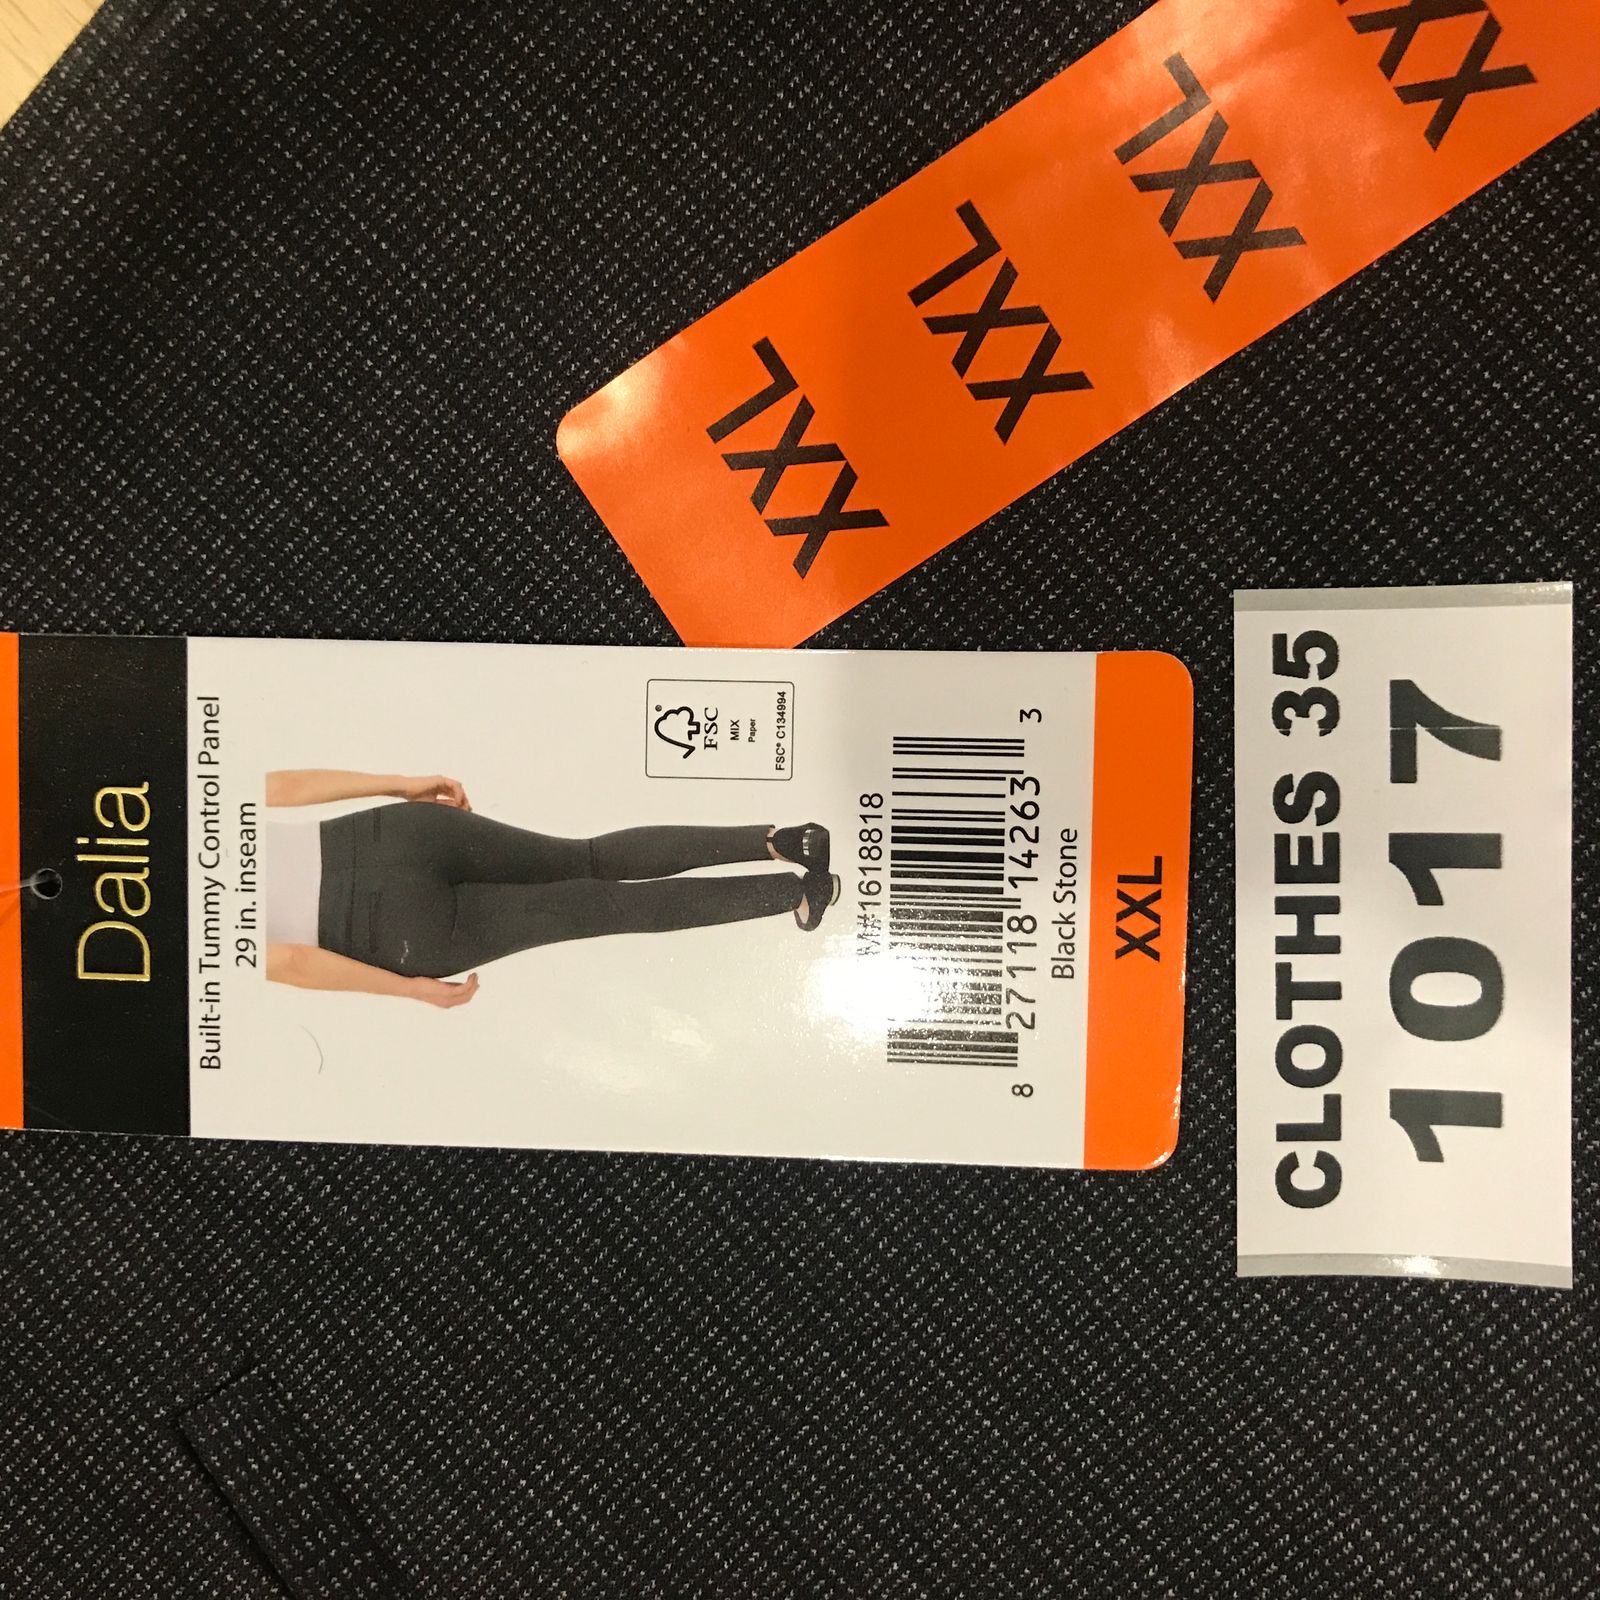 Dalia
Built-in Tummy Control Panel
29 in. inseam
FSC®
MIX
Paper
FSC® C134994
M#1618818
8 27118 14263 3
Black Stone
XXL
XXL
XXL
XXL
XXL
CLOTHES 35
1017